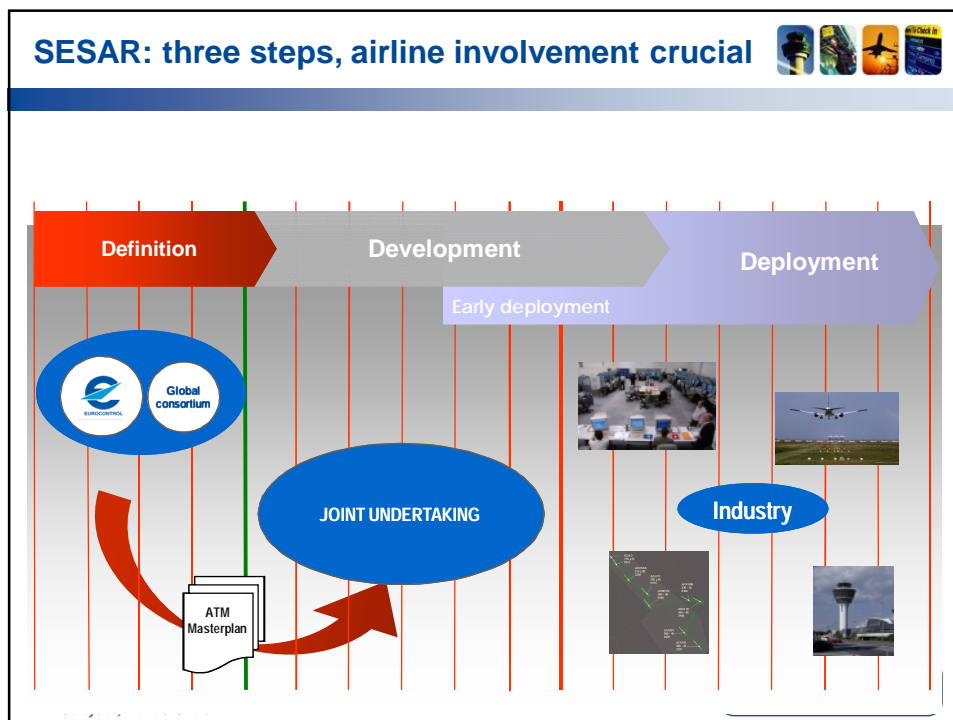 SESAR: three steps, airline involvement crucial
Definition
Development
Deployment
Early deployment
EUROCONTROL
Global
consortium
JOINT UNDERTAKING
Industry
ATM
Masterplan